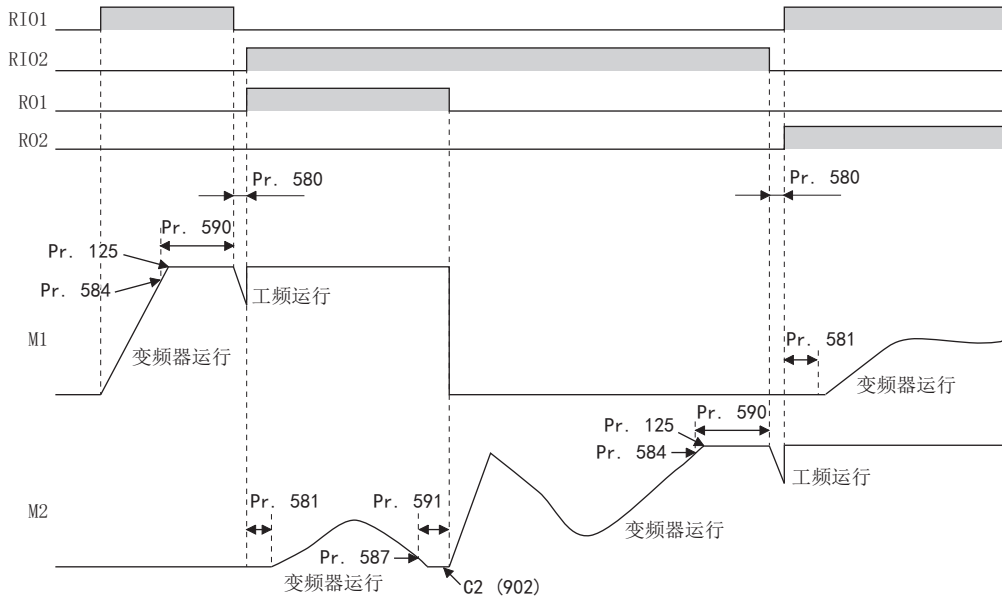 RIO1
RIO2
RO1
RO2
Pr. 580
Pr. 580
Pr. 590
Pr. 125
Pr. 584
工频运行
M1
变频器运行
Pr. 581
变频器运行
Pr. 590
Pr. 125
Pr. 584
工频运行
Pr. 581
Pr. 591
M2
变频器运行
Pr. 587
变频器运行
C2 (902)